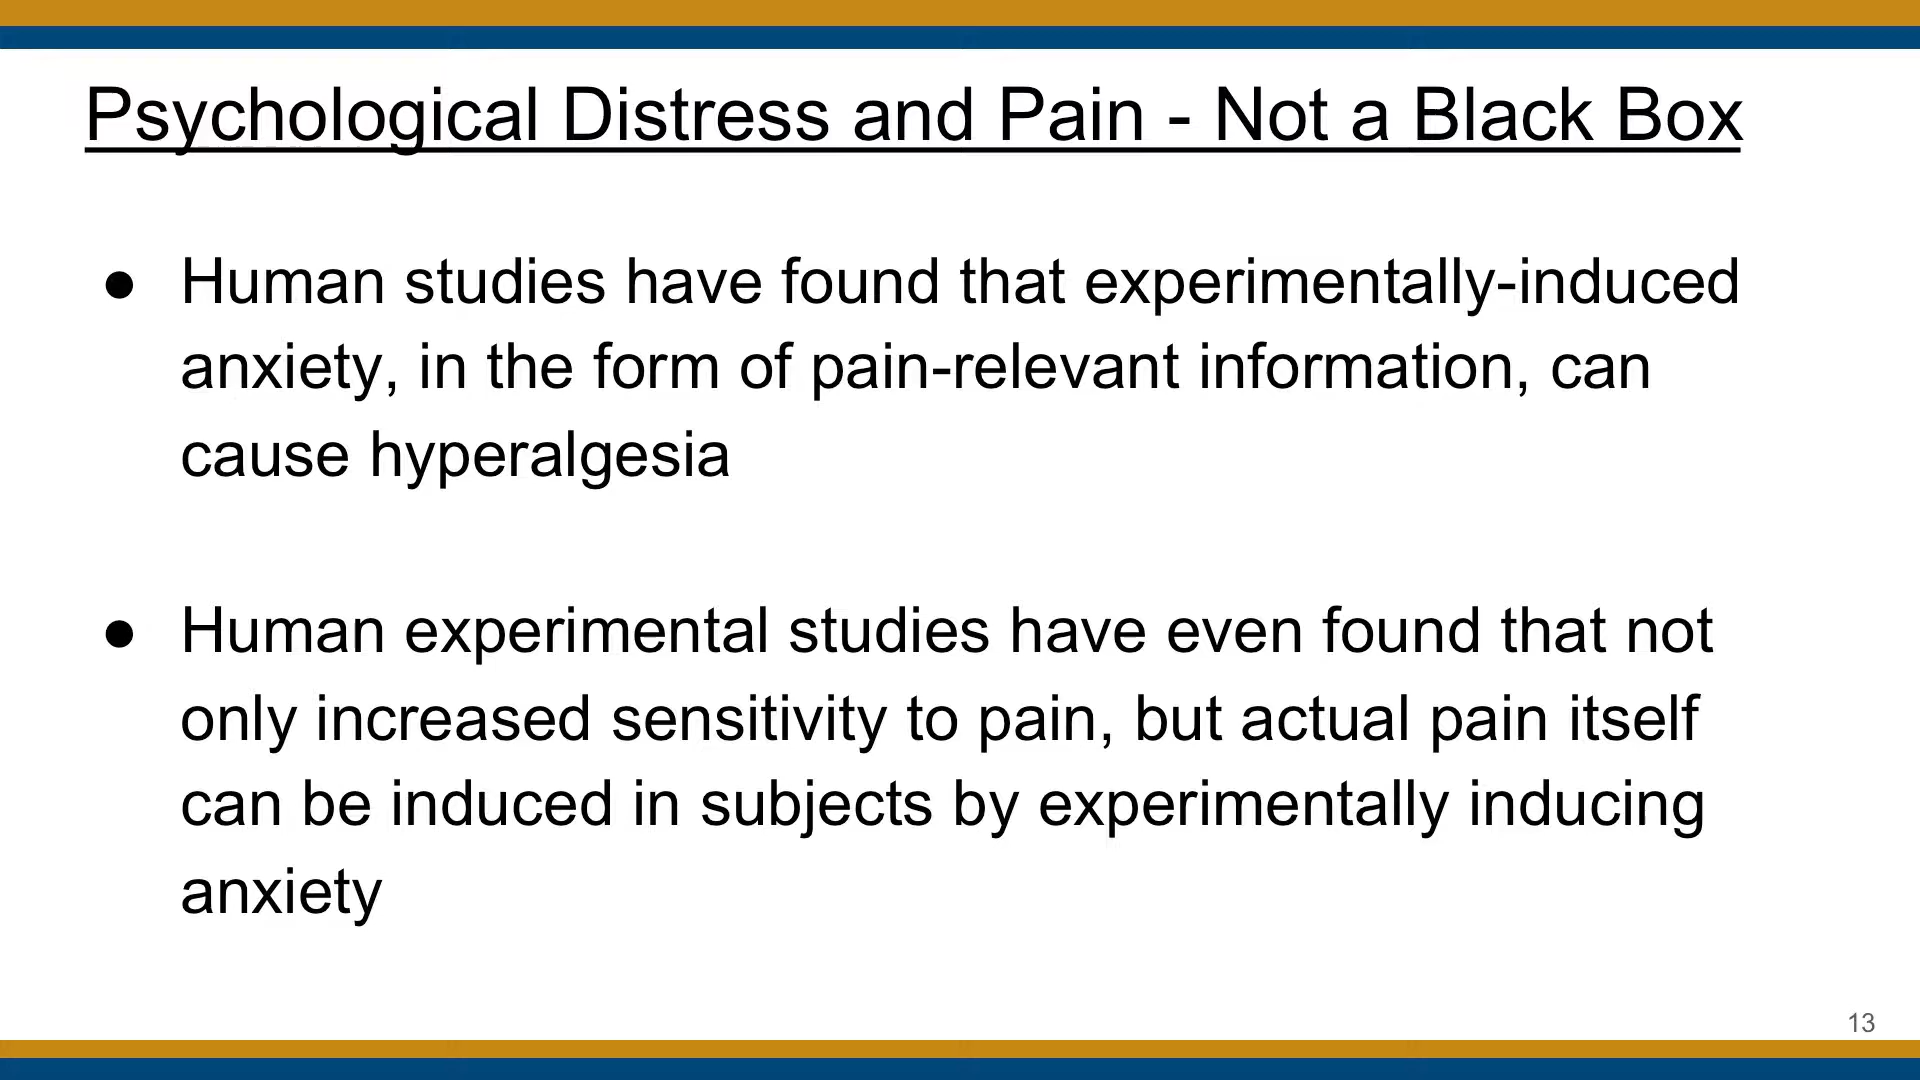 Psychological Distress and Pain - Not a Black Box
● Human studies have found that experimentally-induced
anxiety, in the form of pain-relevant information, can
cause hyperalgesia
● Human experimental studies have even found that not
only increased sensitivity to pain, but actual pain itself
can be induced in subjects by experimentally inducing
anxiety
13